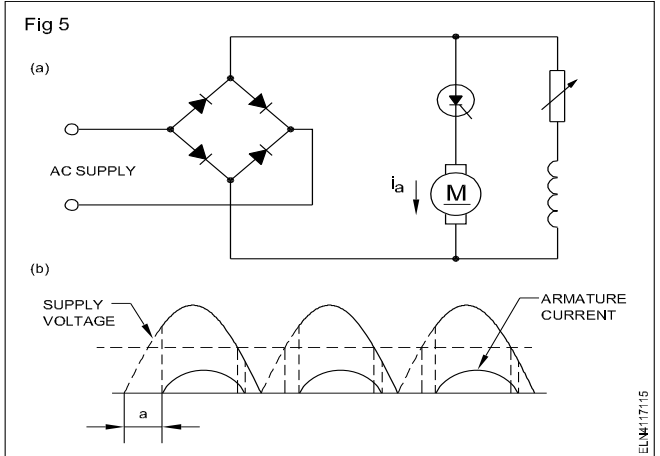 Fig 5
(a)
AC SUPPLY
ia
M
(b)
SUPPLY
VOLTAGE
ARMATURE
CURRENT
a
ELN4117115